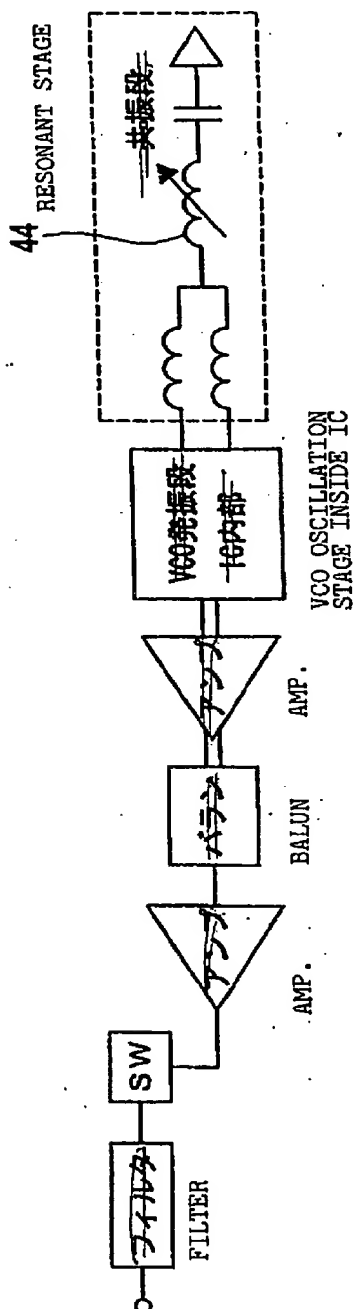 44
RESONANT STAGE
共振段
VCO発振段
IC内部
VCO OSCILLATION
STAGE INSIDE IC
アンプ
AMP.
バラン
BALUN
アンプ
AMP.
SW
フィルタ
FILTER